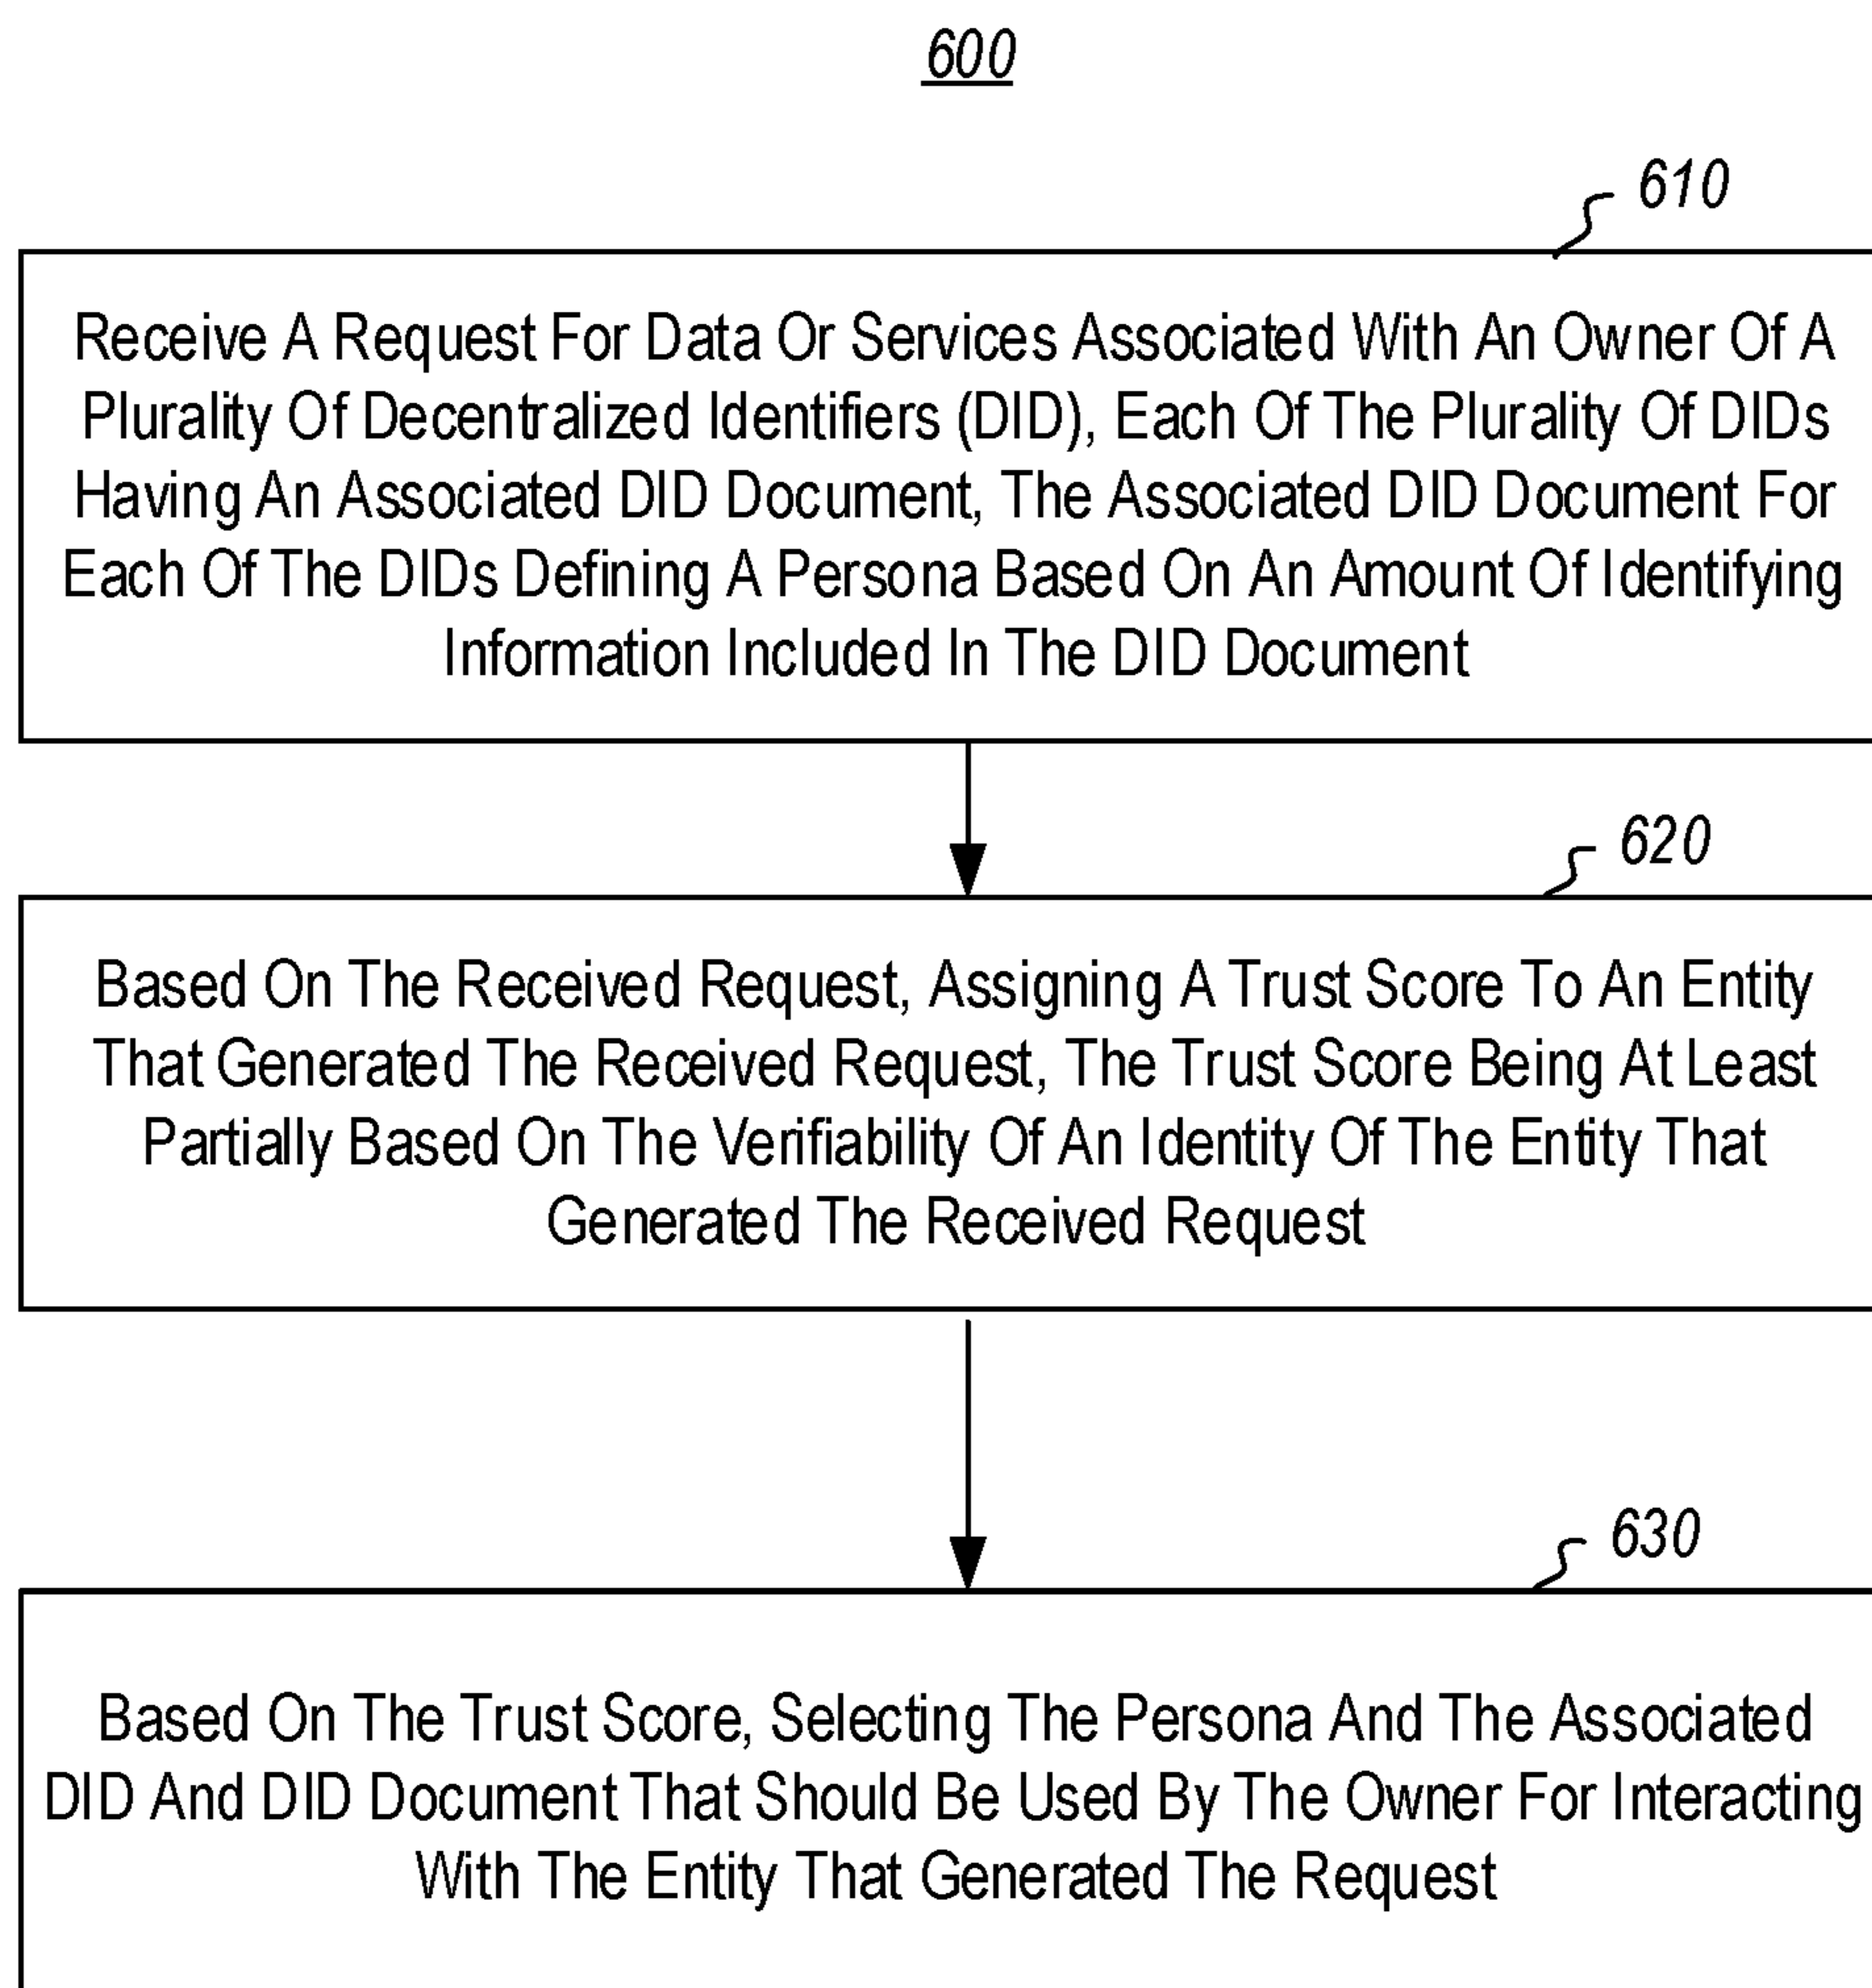 600
610
Receive A Request For Data Or Services Associated With An Owner Of A
Plurality Of Decentralized Identifiers (DID), Each Of The Plurality Of DIDs
Having An Associated DID Document, The Associated DID Document For
Each Of The DIDs Defining A Persona Based On An Amount Of Identifying
Information Included In The DID Document
620
Based On The Received Request, Assigning A Trust Score To An Entity
That Generated The Received Request, The Trust Score Being At Least
Partially Based On The Verifiability Of An Identity Of The Entity That
Generated The Received Request
630
Based On The Trust Score, Selecting The Persona And The Associated
DID And DID Document That Should Be Used By The Owner For Interacting
With The Entity That Generated The Request